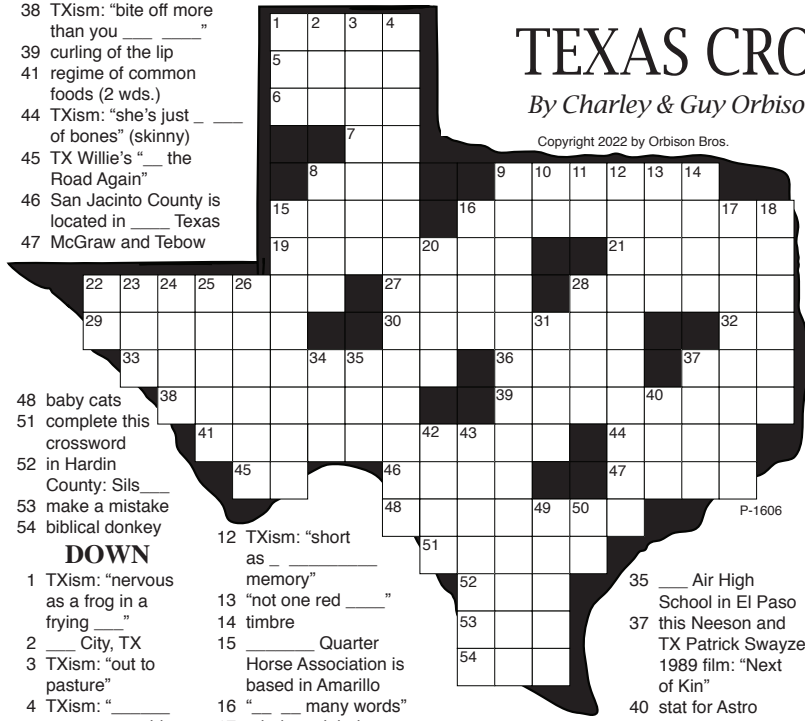 38 TXism: “bite off more
than you ___ ____”
39 curling of the lip
41 regime of common
foods (2 wds.)
44 TXism: “she’s just _ ___
of bones” (skinny)
45 TX Willie’s “__ the
Road Again”
46 San Jacinto County is
located in ____ Texas
47 McGraw and Tebow
TEXAS CRO
By Charley & Guy Orbiso
Copyright 2022 by Orbison Bros.
1 2 3 4
5
6
7
8 9 10 11 12 13 14
15 16 17 18
19 20 21
22 23 24 25 26 27 28
29 30 31 32
33 34 35 36 37
38 39 40
41 42 43 44
45 46 47
48 49 50
51
52
53
54
P-1606
48 baby cats
51 complete this
crossword
52 in Hardin
County: Sils___
53 make a mistake
54 biblical donkey
DOWN
1 TXism: “nervous
as a frog in a
frying ___”
2 ___ City, TX
3 TXism: “out to
pasture”
4 TXism: “______
12 TXism: “short
as _ ________
memory”
13 “not one red ____”
14 timbre
15 _______ Quarter
Horse Association is
based in Amarillo
16 “__ __ many words”
35 ___ Air High
School in El Paso
37 this Neeson and
TX Patrick Swayze
1989 film: “Next
of Kin”
40 stat for Astro